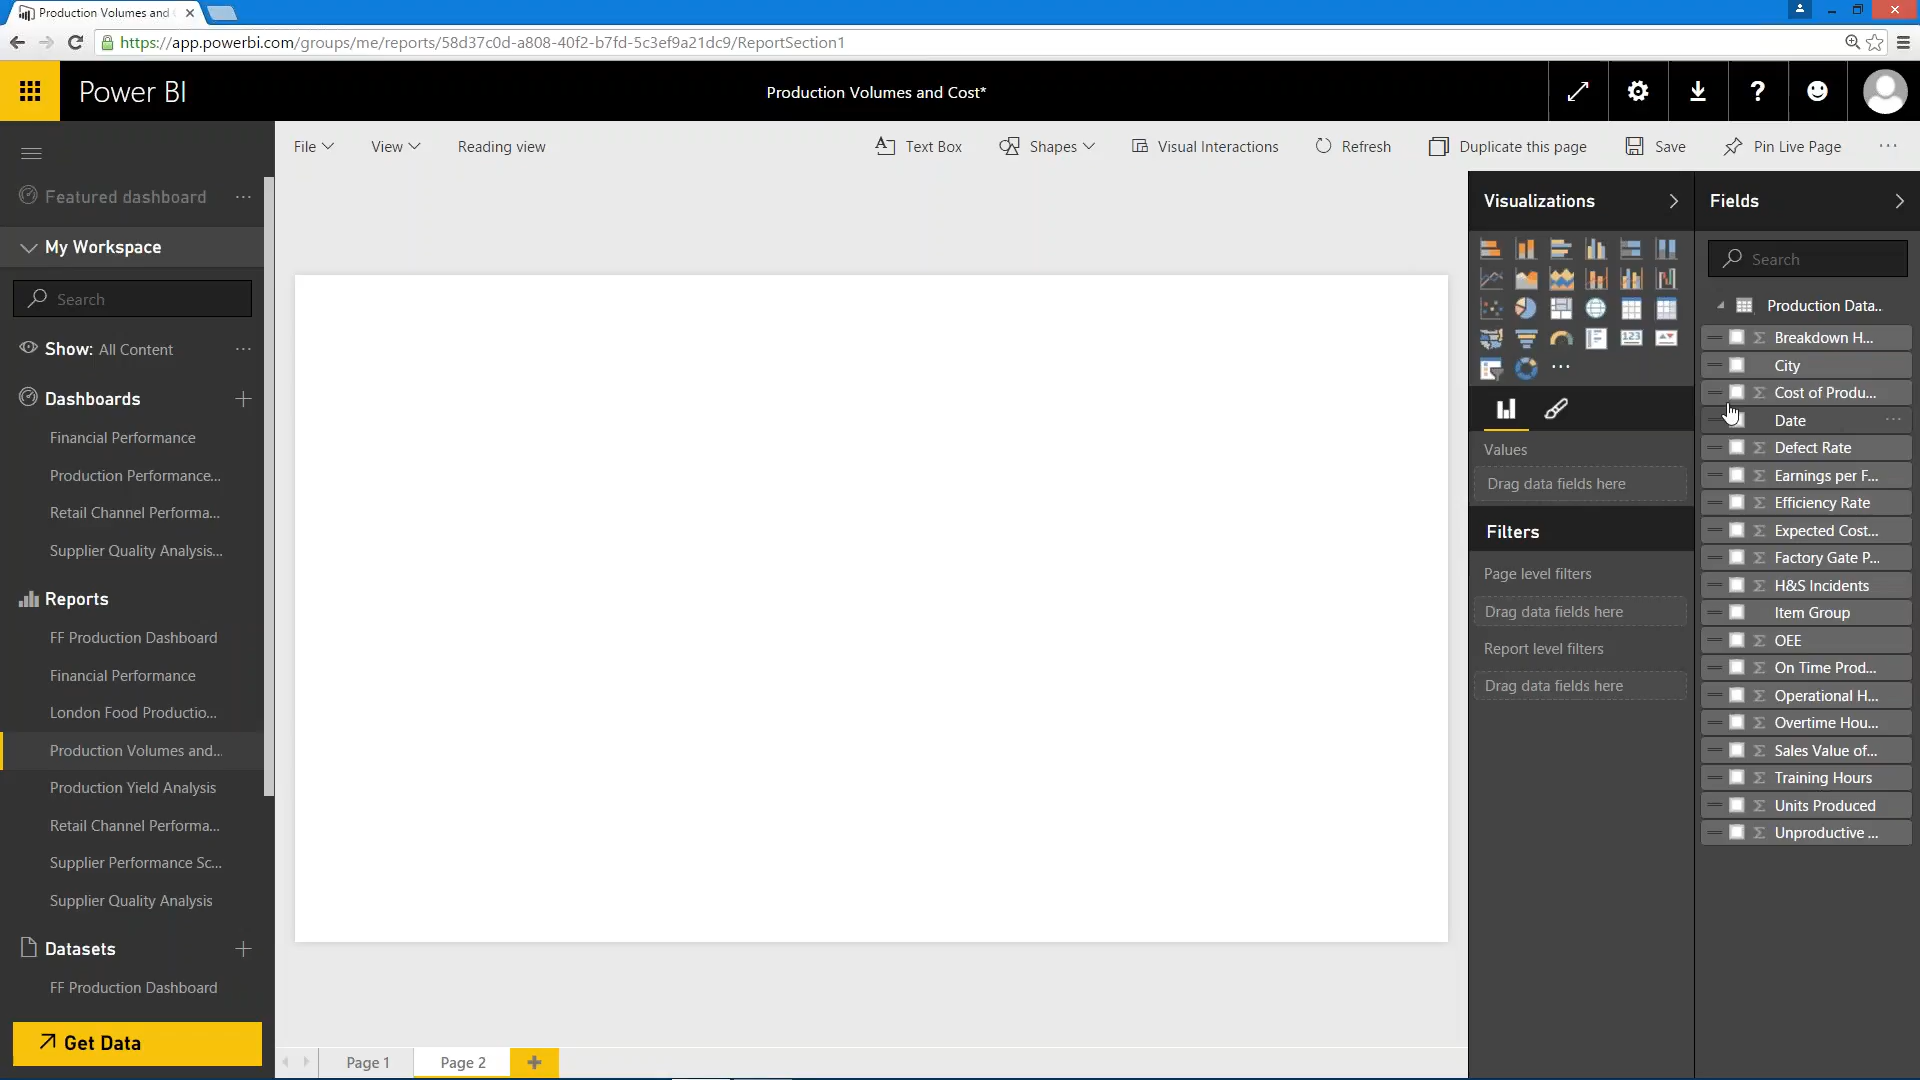 Production Volumes and
https://app.powerbi.com/groups/me/reports/58d37c0d-a808-40f2-b7fd-5c3ef9a21dc9/ReportSection1
Power BI
Production Volumes and Cost*
?
File
View
Reading view
Text Box
Shapes
Visual Interactions
Refresh
Duplicate this page
Save
Pin Live Page
...
Featured dashboard ...
My Workspace
Search
Show: All Content ...
Dashboards +
Financial Performance
Production Performance...
Retail Channel Performa...
Supplier Quality Analysis...
Reports
FF Production Dashboard
Financial Performance
London Food Productio...
Production Volumes and...
Production Yield Analysis
Retail Channel Performa...
Supplier Performance Sc...
Supplier Quality Analysis
Datasets +
FF Production Dashboard
Get Data
Page 1
Page 2
+
Visualizations
123
...
Values
Drag data fields here
Filters
Page level filters
Drag data fields here
Report level filters
Drag data fields here
Fields
Search
Production Data...
Σ Breakdown H...
City
Σ Cost of Produ...
Date ...
Σ Defect Rate
Σ Earnings per F...
Σ Efficiency Rate
Σ Expected Cost...
Σ Factory Gate P...
Σ H&S Incidents
Item Group
Σ OEE
Σ On Time Prod...
Σ Operational H...
Σ Overtime Hou...
Σ Sales Value of...
Σ Training Hours
Σ Units Produced
Σ Unproductive ...